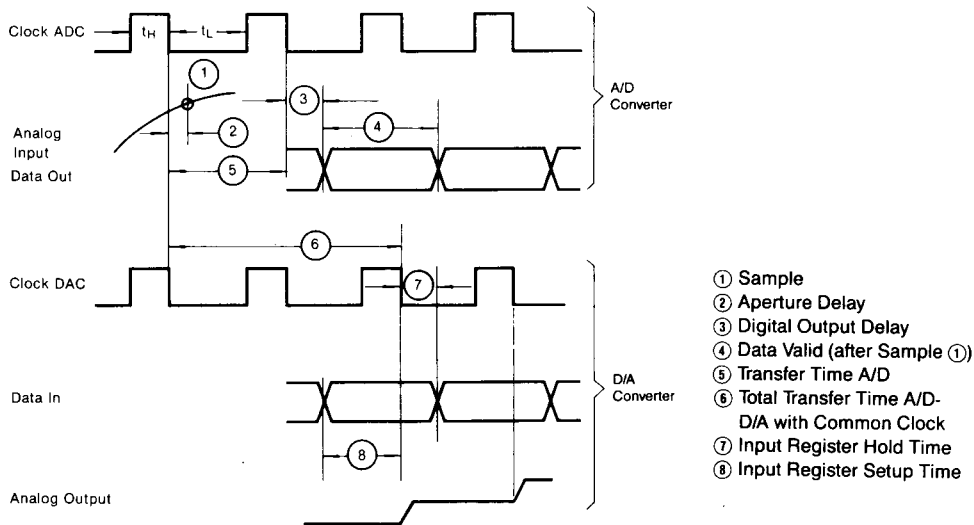 Clock ADC
tH
tL
1
3
A/D
Converter
2
4
Analog
Input
Data Out
5
6
Clock DAC
7
Data In
D/A
Converter
8
Analog Output
① Sample
② Aperture Delay
③ Digital Output Delay
④ Data Valid (after Sample ①)
⑤ Transfer Time A/D
⑥ Total Transfer Time A/D-
D/A with Common Clock
⑦ Input Register Hold Time
⑧ Input Register Setup Time